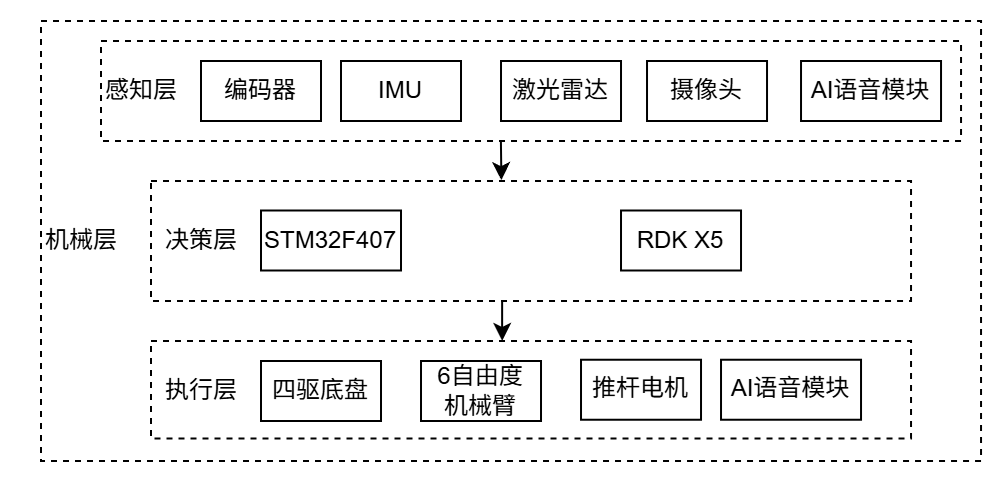 感知层
编码器
IMU
激光雷达
摄像头
AI语音模块
机械层
决策层
STM32F407
RDK X5
执行层
四驱底盘
6自由度
机械臂
推杆电机
AI语音模块